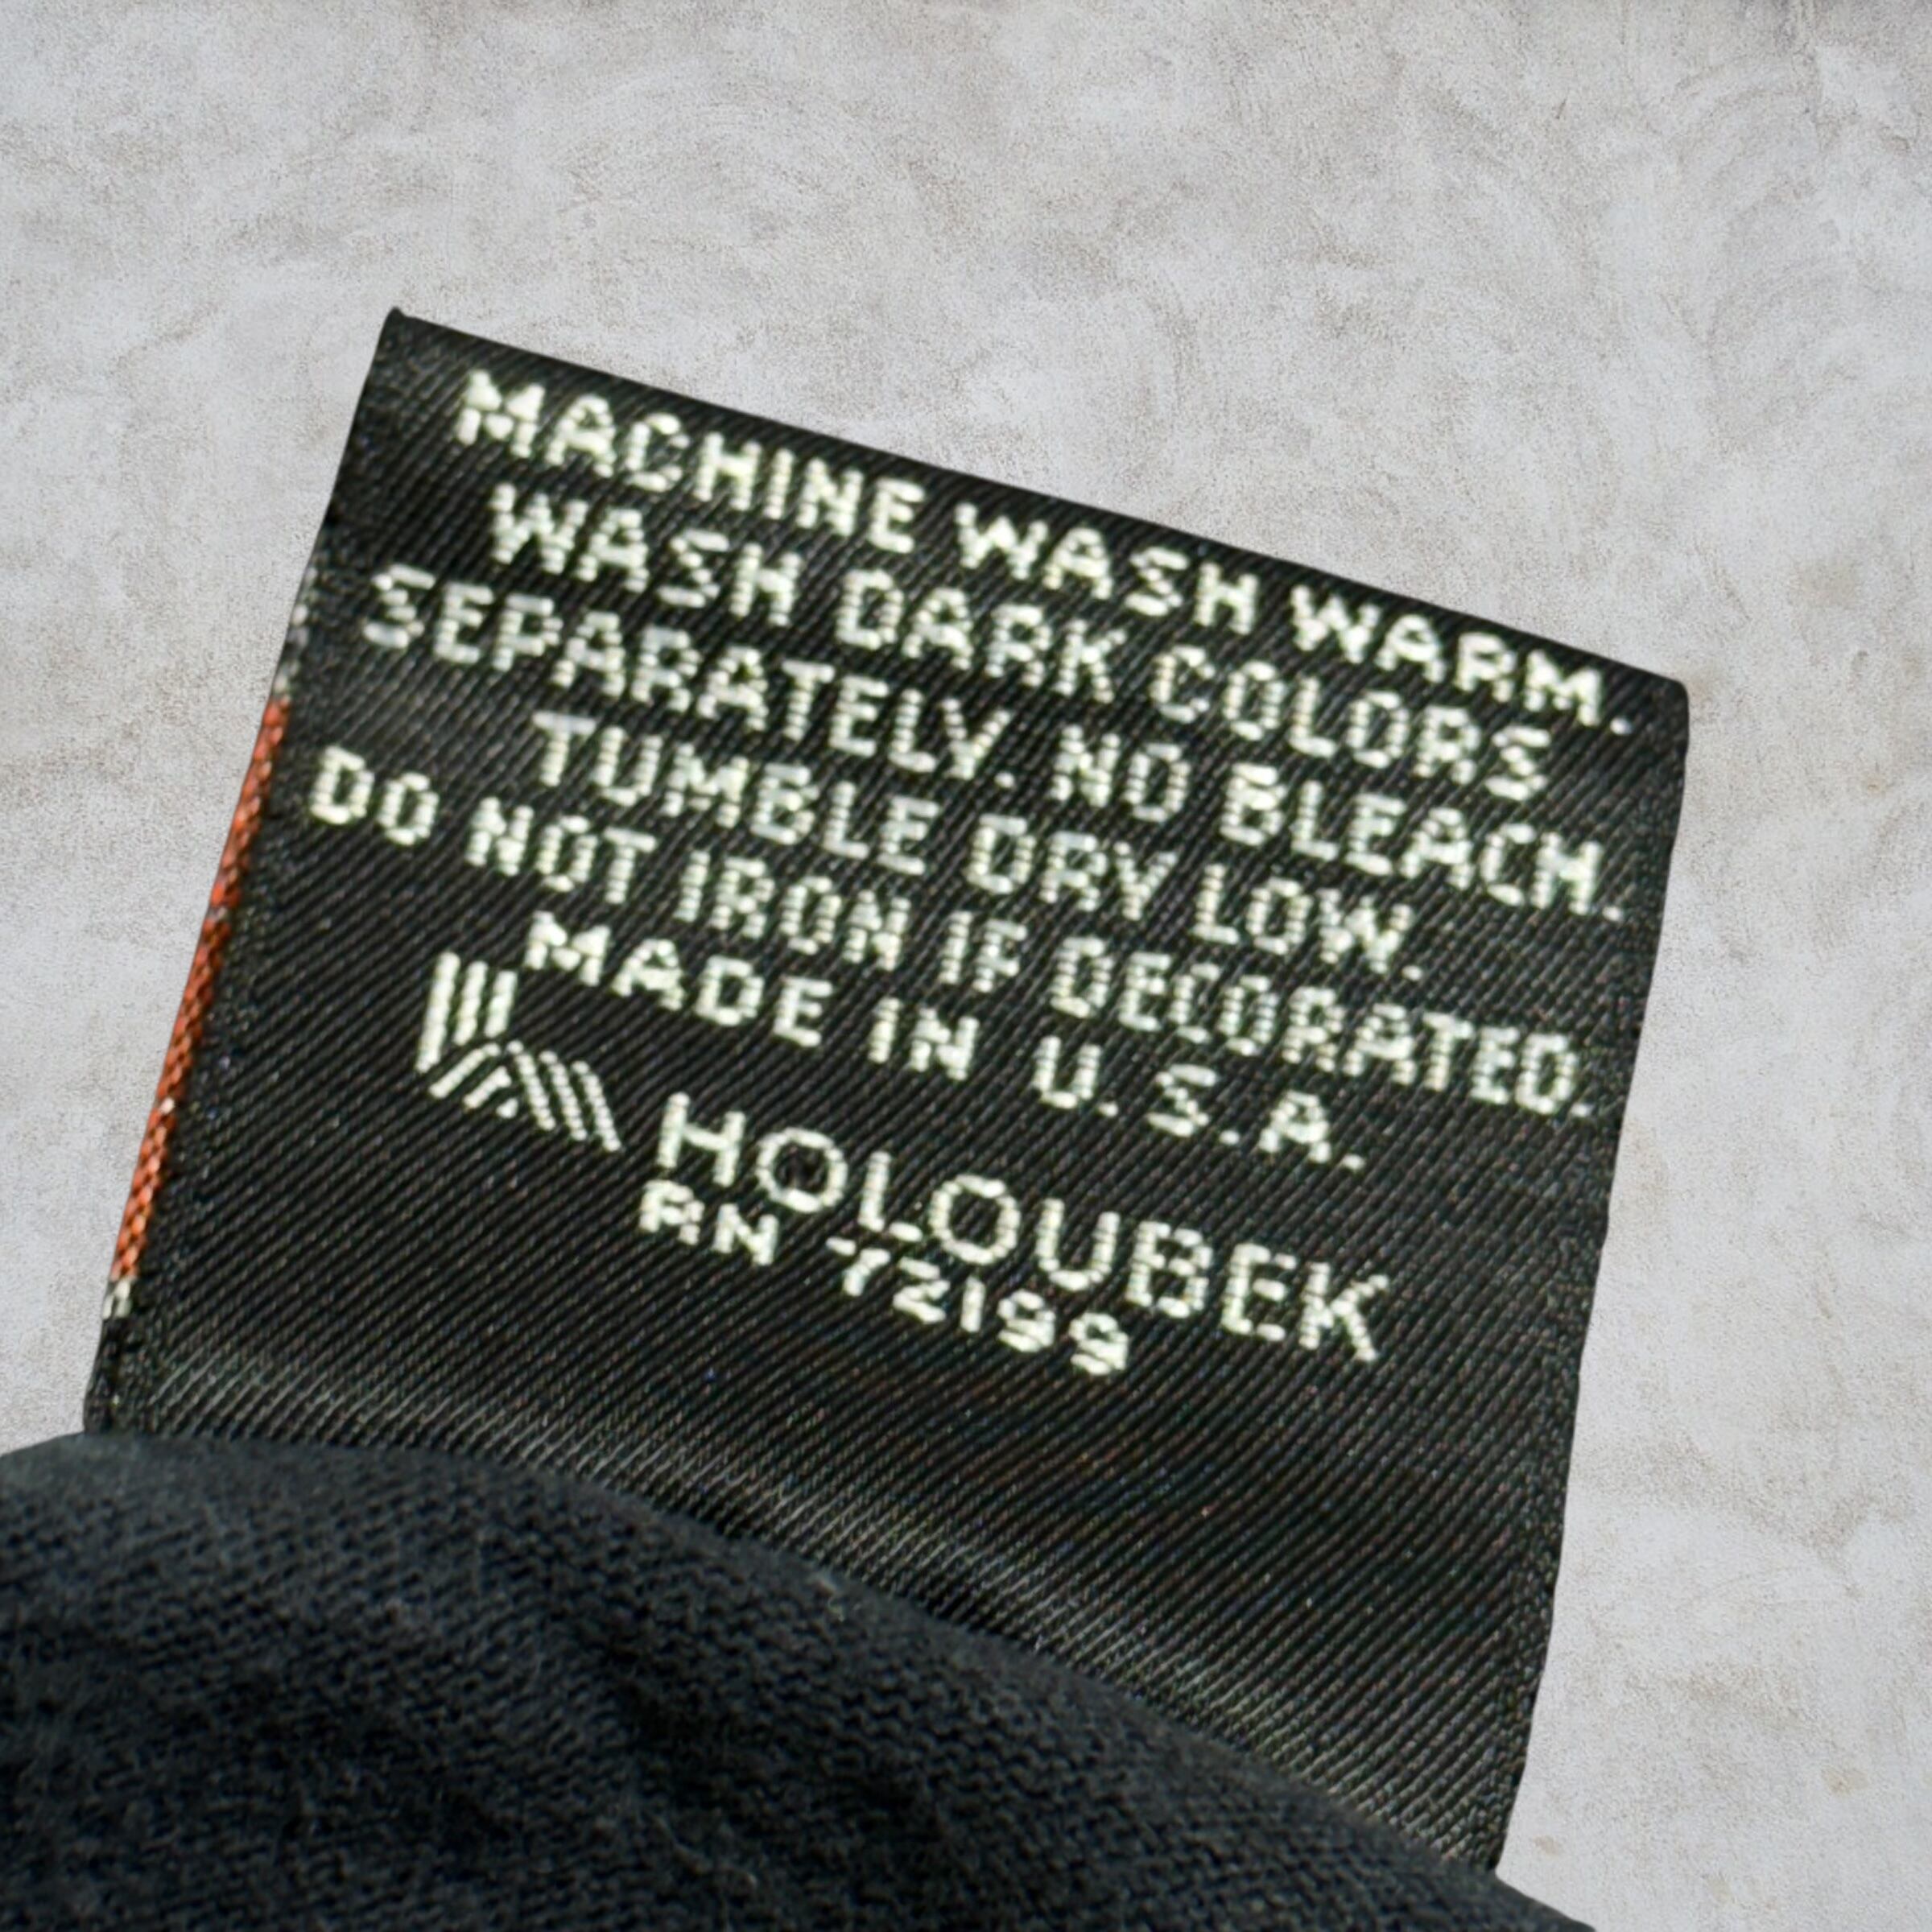 MACHINE WASH WARM.
WASH DARK COLORS
SEPARATELY. NO BLEACH.
TUMBLE DRY LOW.
DO NOT IRON IF DECORATED.
MADE IN U.S.A.
HOLOUBEK
RN 72199